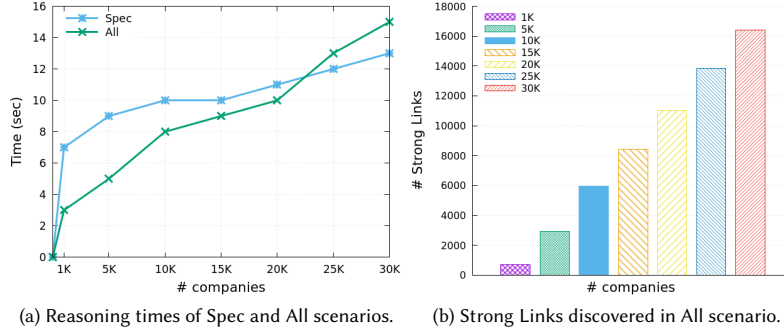 16
14
12
10
8
6
4
2
0
Time (sec)
Spec
All
1K 5K 10K 15K 20K 25K 30K
# companies
(a) Reasoning times of Spec and All scenarios.
18000
16000
14000
12000
10000
8000
6000
4000
2000
0
# Strong Links
1K
5K
10K
15K
20K
25K
30K
# companies
(b) Strong Links discovered in All scenario.